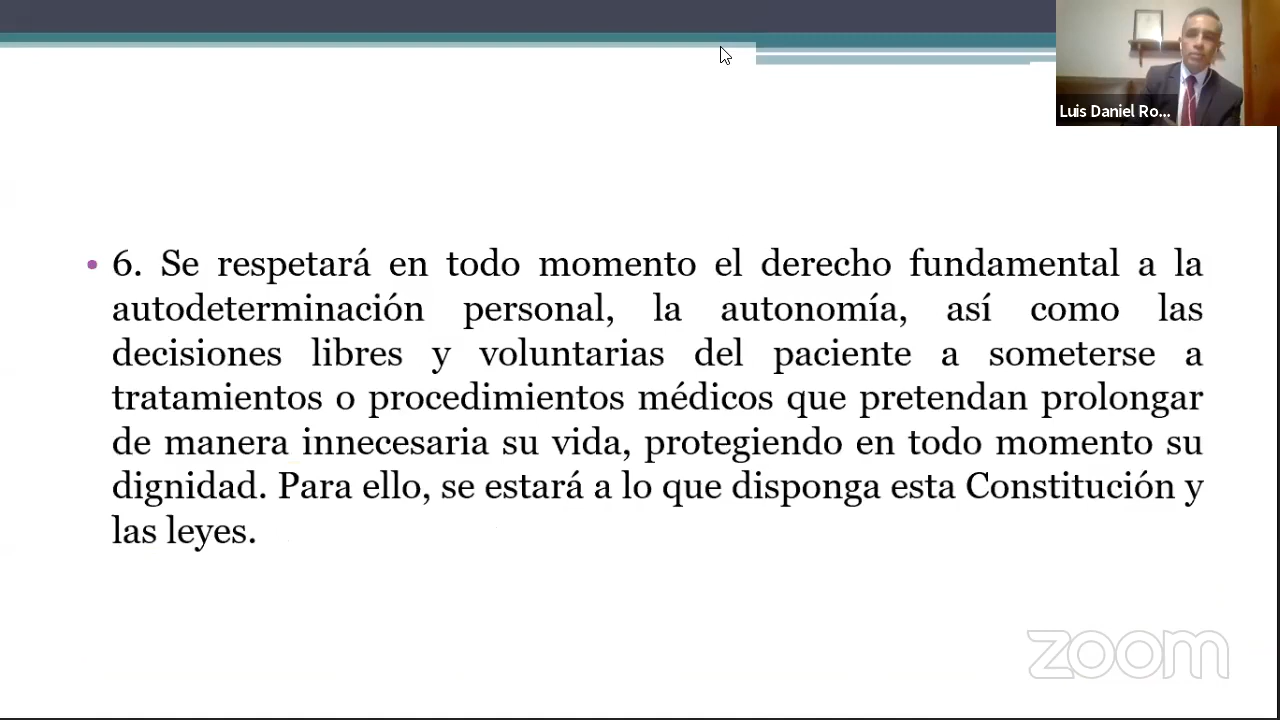 Luis Daniel Ro...
• 6. Se respetará en todo momento el derecho fundamental a la
autodeterminación personal, la autonomía, así como las
decisiones libres y voluntarias del paciente a someterse a
tratamientos o procedimientos médicos que pretendan prolongar
de manera innecesaria su vida, protegiendo en todo momento su
dignidad. Para ello, se estará a lo que disponga esta Constitución y
las leyes.
zoom